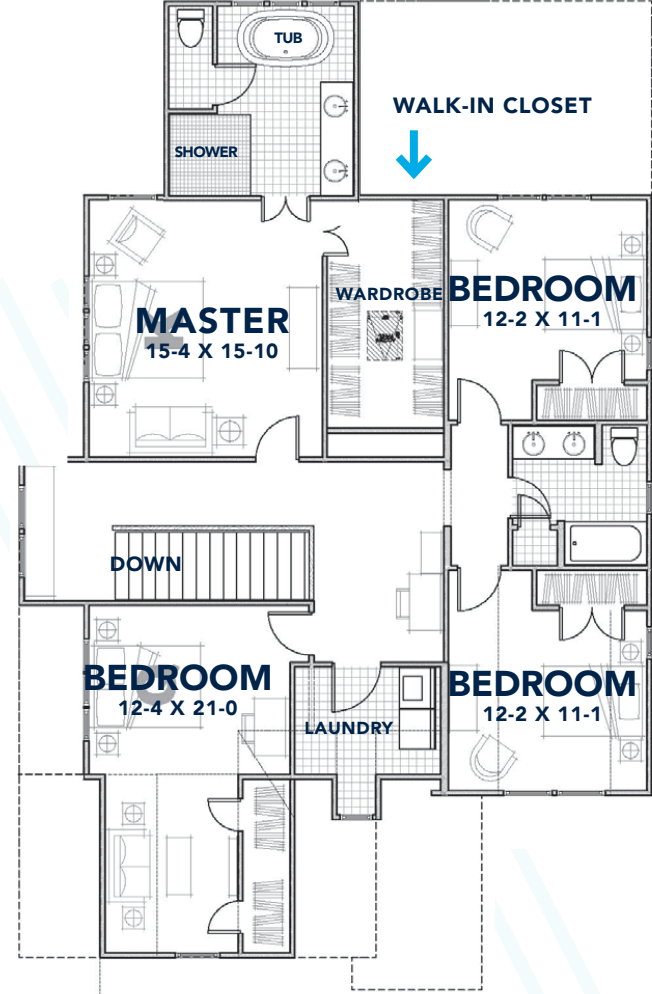 TUB
WALK-IN CLOSET
SHOWER
WARDROBE
BEDROOM
12-2 X 11-1
MASTER
15-4 X 15-10
DOWN
BEDROOM
12-4 X 21-0
BEDROOM
12-2 X 11-1
LAUNDRY